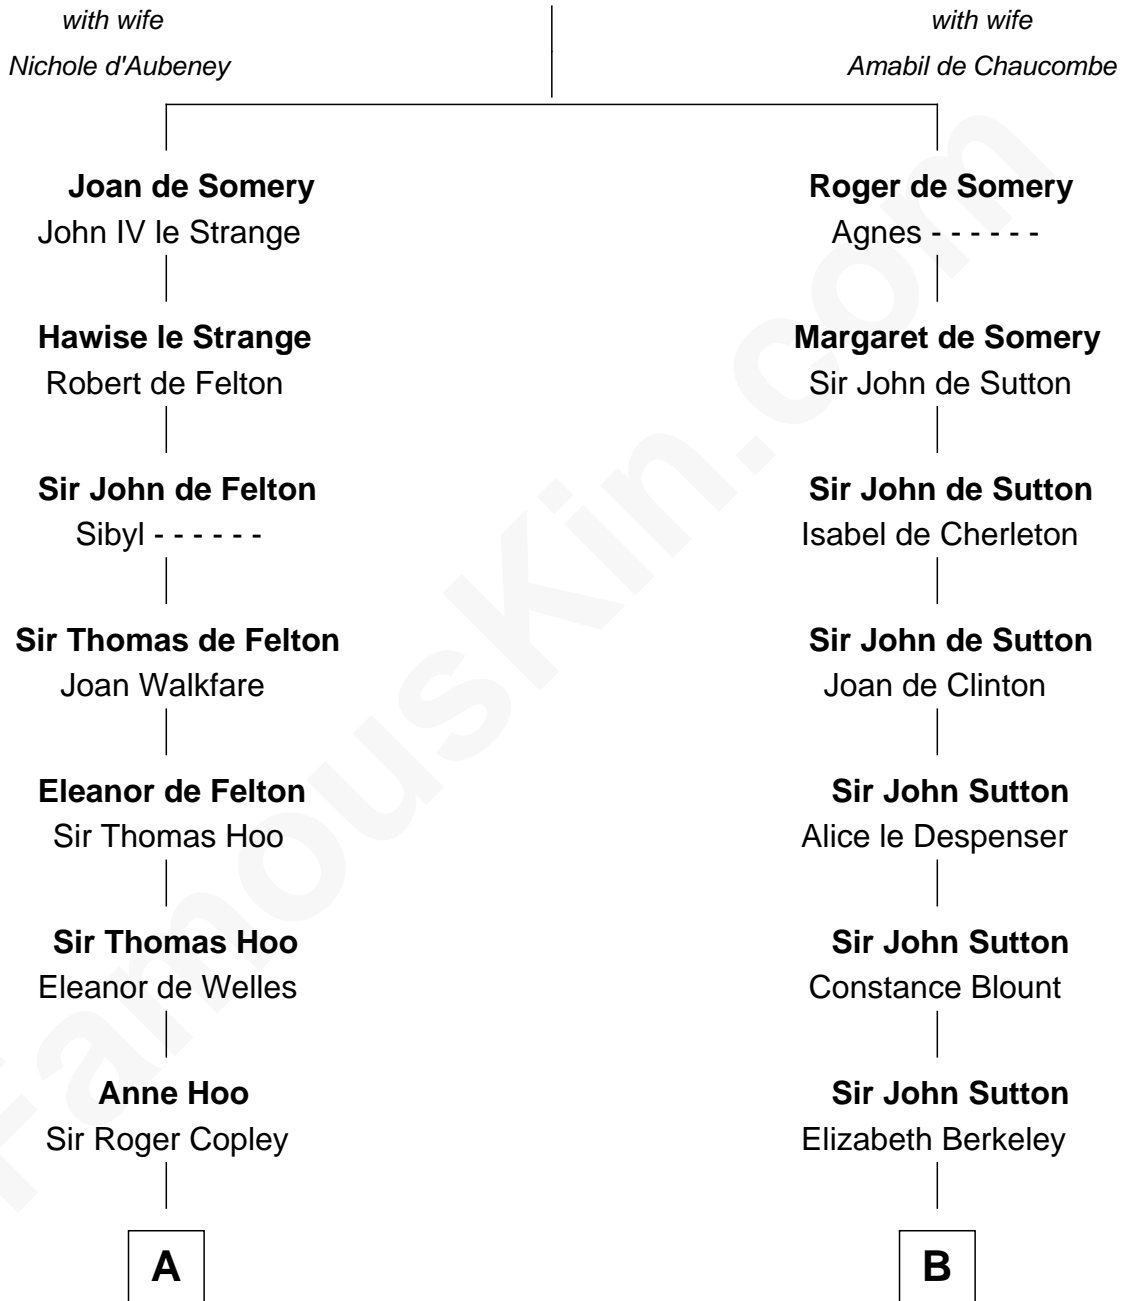 with wife
Nichole d'Aubeney
with wife
Amabil de Chaucombe
Joan de Somery
John IV le Strange
Roger de Somery
Agnes - - - - - -
Hawise le Strange
Robert de Felton
Margaret de Somery
Sir John de Sutton
Sir John de Felton
Sibyl - - - - - -
Sir John de Sutton
Isabel de Cherleton
Sir Thomas de Felton
Joan Walkfare
Sir John de Sutton
Joan de Clinton
Eleanor de Felton
Sir Thomas Hoo
Sir John Sutton
Alice le Despenser
Sir Thomas Hoo
Eleanor de Welles
Sir John Sutton
Constance Blount
Anne Hoo
Sir Roger Copley
Sir John Sutton
Elizabeth Berkeley
A
B
FamousKin.com